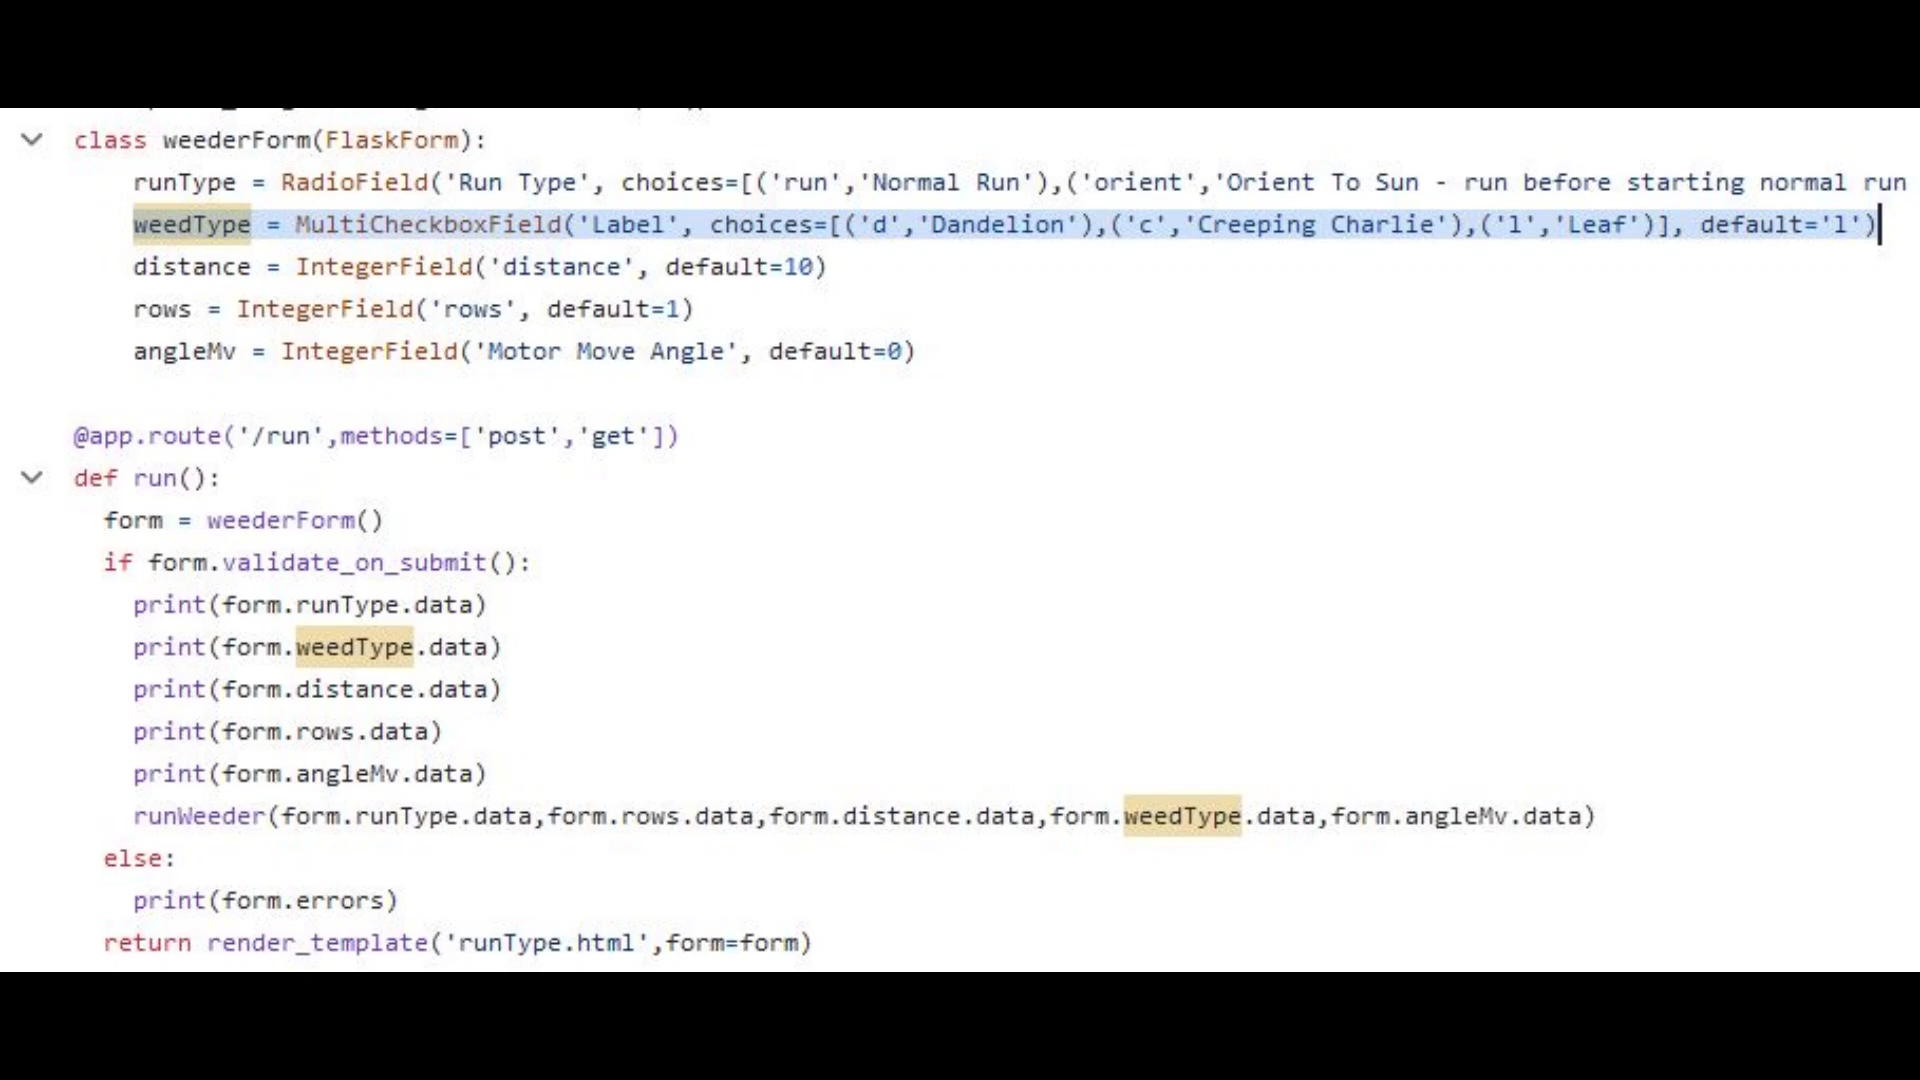 class weederForm(FlaskForm):
runType = RadioField('Run Type', choices=[('run','Normal Run'),('orient','Orient To Sun - run before starting normal run
weedType = MultiCheckboxField('Label', choices=[('d','Dandelion'),('c','Creeping Charlie'),('l','Leaf')], default='l')
distance = IntegerField('distance', default=10)
rows = IntegerField('rows', default=1)
angleMv = IntegerField('Motor Move Angle', default=0)
@app.route('/run',methods=['post','get'])
def run():
form = weederForm()
if form.validate_on_submit():
print(form.runType.data)
print(form.weedType.data)
print(form.distance.data)
print(form.rows.data)
print(form.angleMv.data)
runWeeder(form.runType.data,form.rows.data,form.distance.data,form.weedType.data,form.angleMv.data)
else:
print(form.errors)
return render_template('runType.html',form=form)